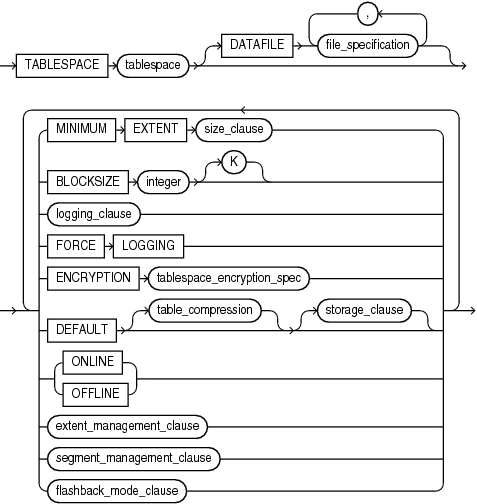 ,
DATAFILE file_specification
TABLESPACE tablespace
MINIMUM EXTENT size_clause
K
BLOCKSIZE integer
logging_clause
FORCE LOGGING
ENCRYPTION tablespace_encryption_spec
table_compression storage_clause
DEFAULT
ONLINE
OFFLINE
extent_management_clause
segment_management_clause
flashback_mode_clause